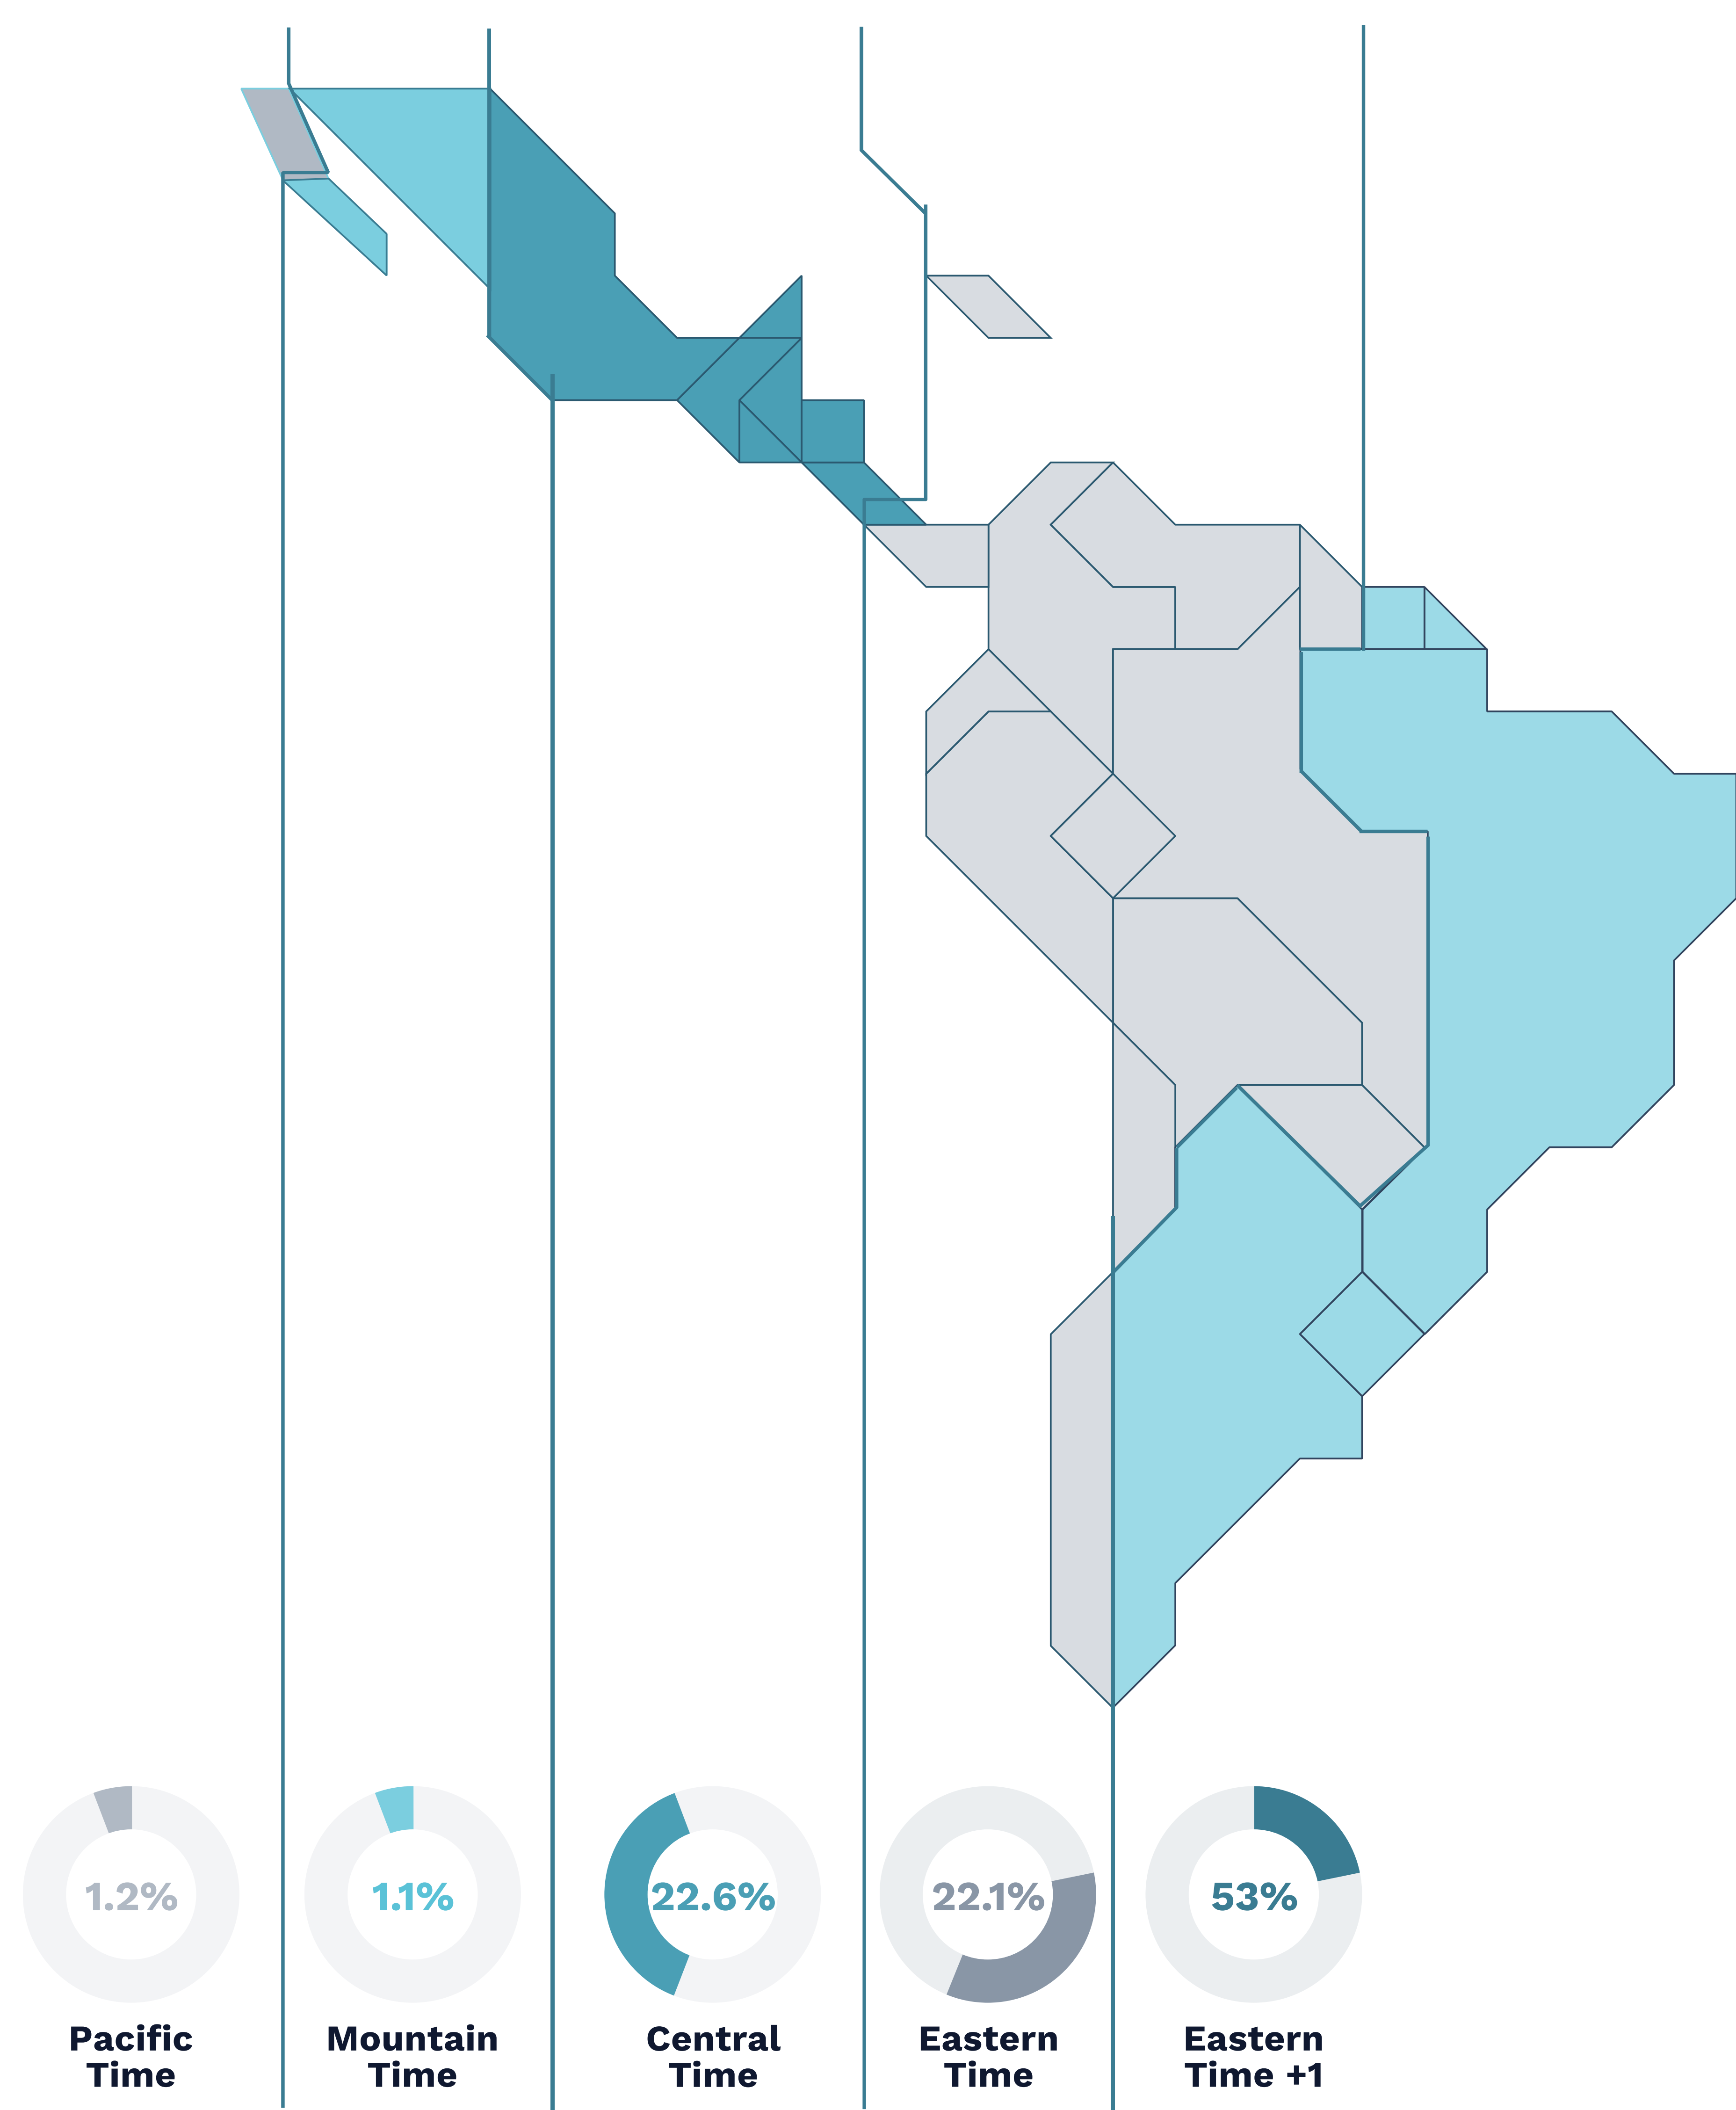 1.2%
1.1%
22.6%
22.1%
53%
Pacific
Time
Mountain
Time
Central
Time
Eastern
Time
Eastern
Time +1